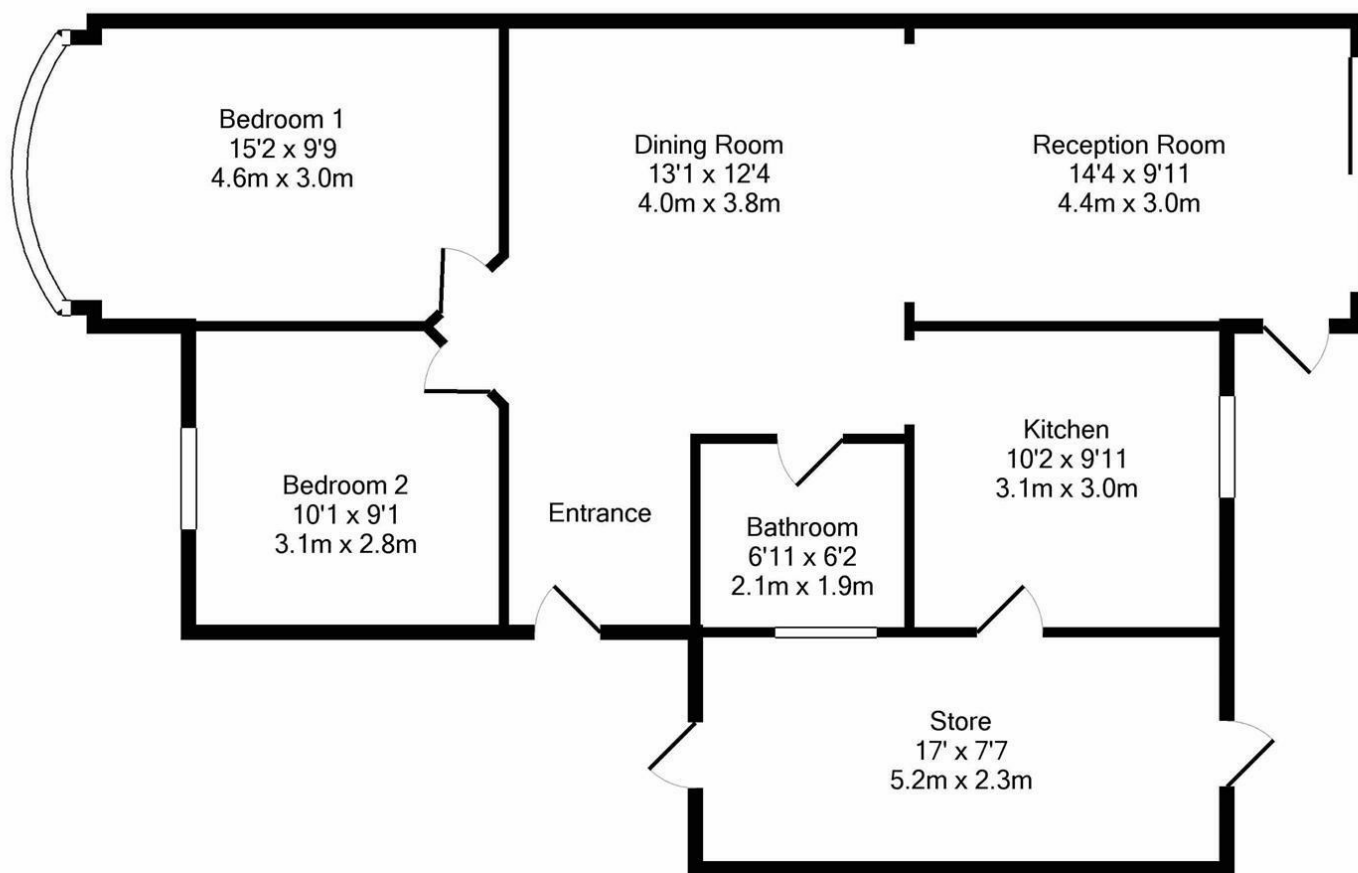 Bedroom 1
15'2 x 9'9
4.6m x 3.0m
Dining Room
13'1 x 12'4
4.0m x 3.8m
Reception Room
14'4 x 9'11
4.4m x 3.0m
Bedroom 2
10'1 x 9'1
3.1m x 2.8m
Entrance
Bathroom
6'11 x 6'2
2.1m x 1.9m
Kitchen
10'2 x 9'11
3.1m x 3.0m
Store
17' x 7'7
5.2m x 2.3m